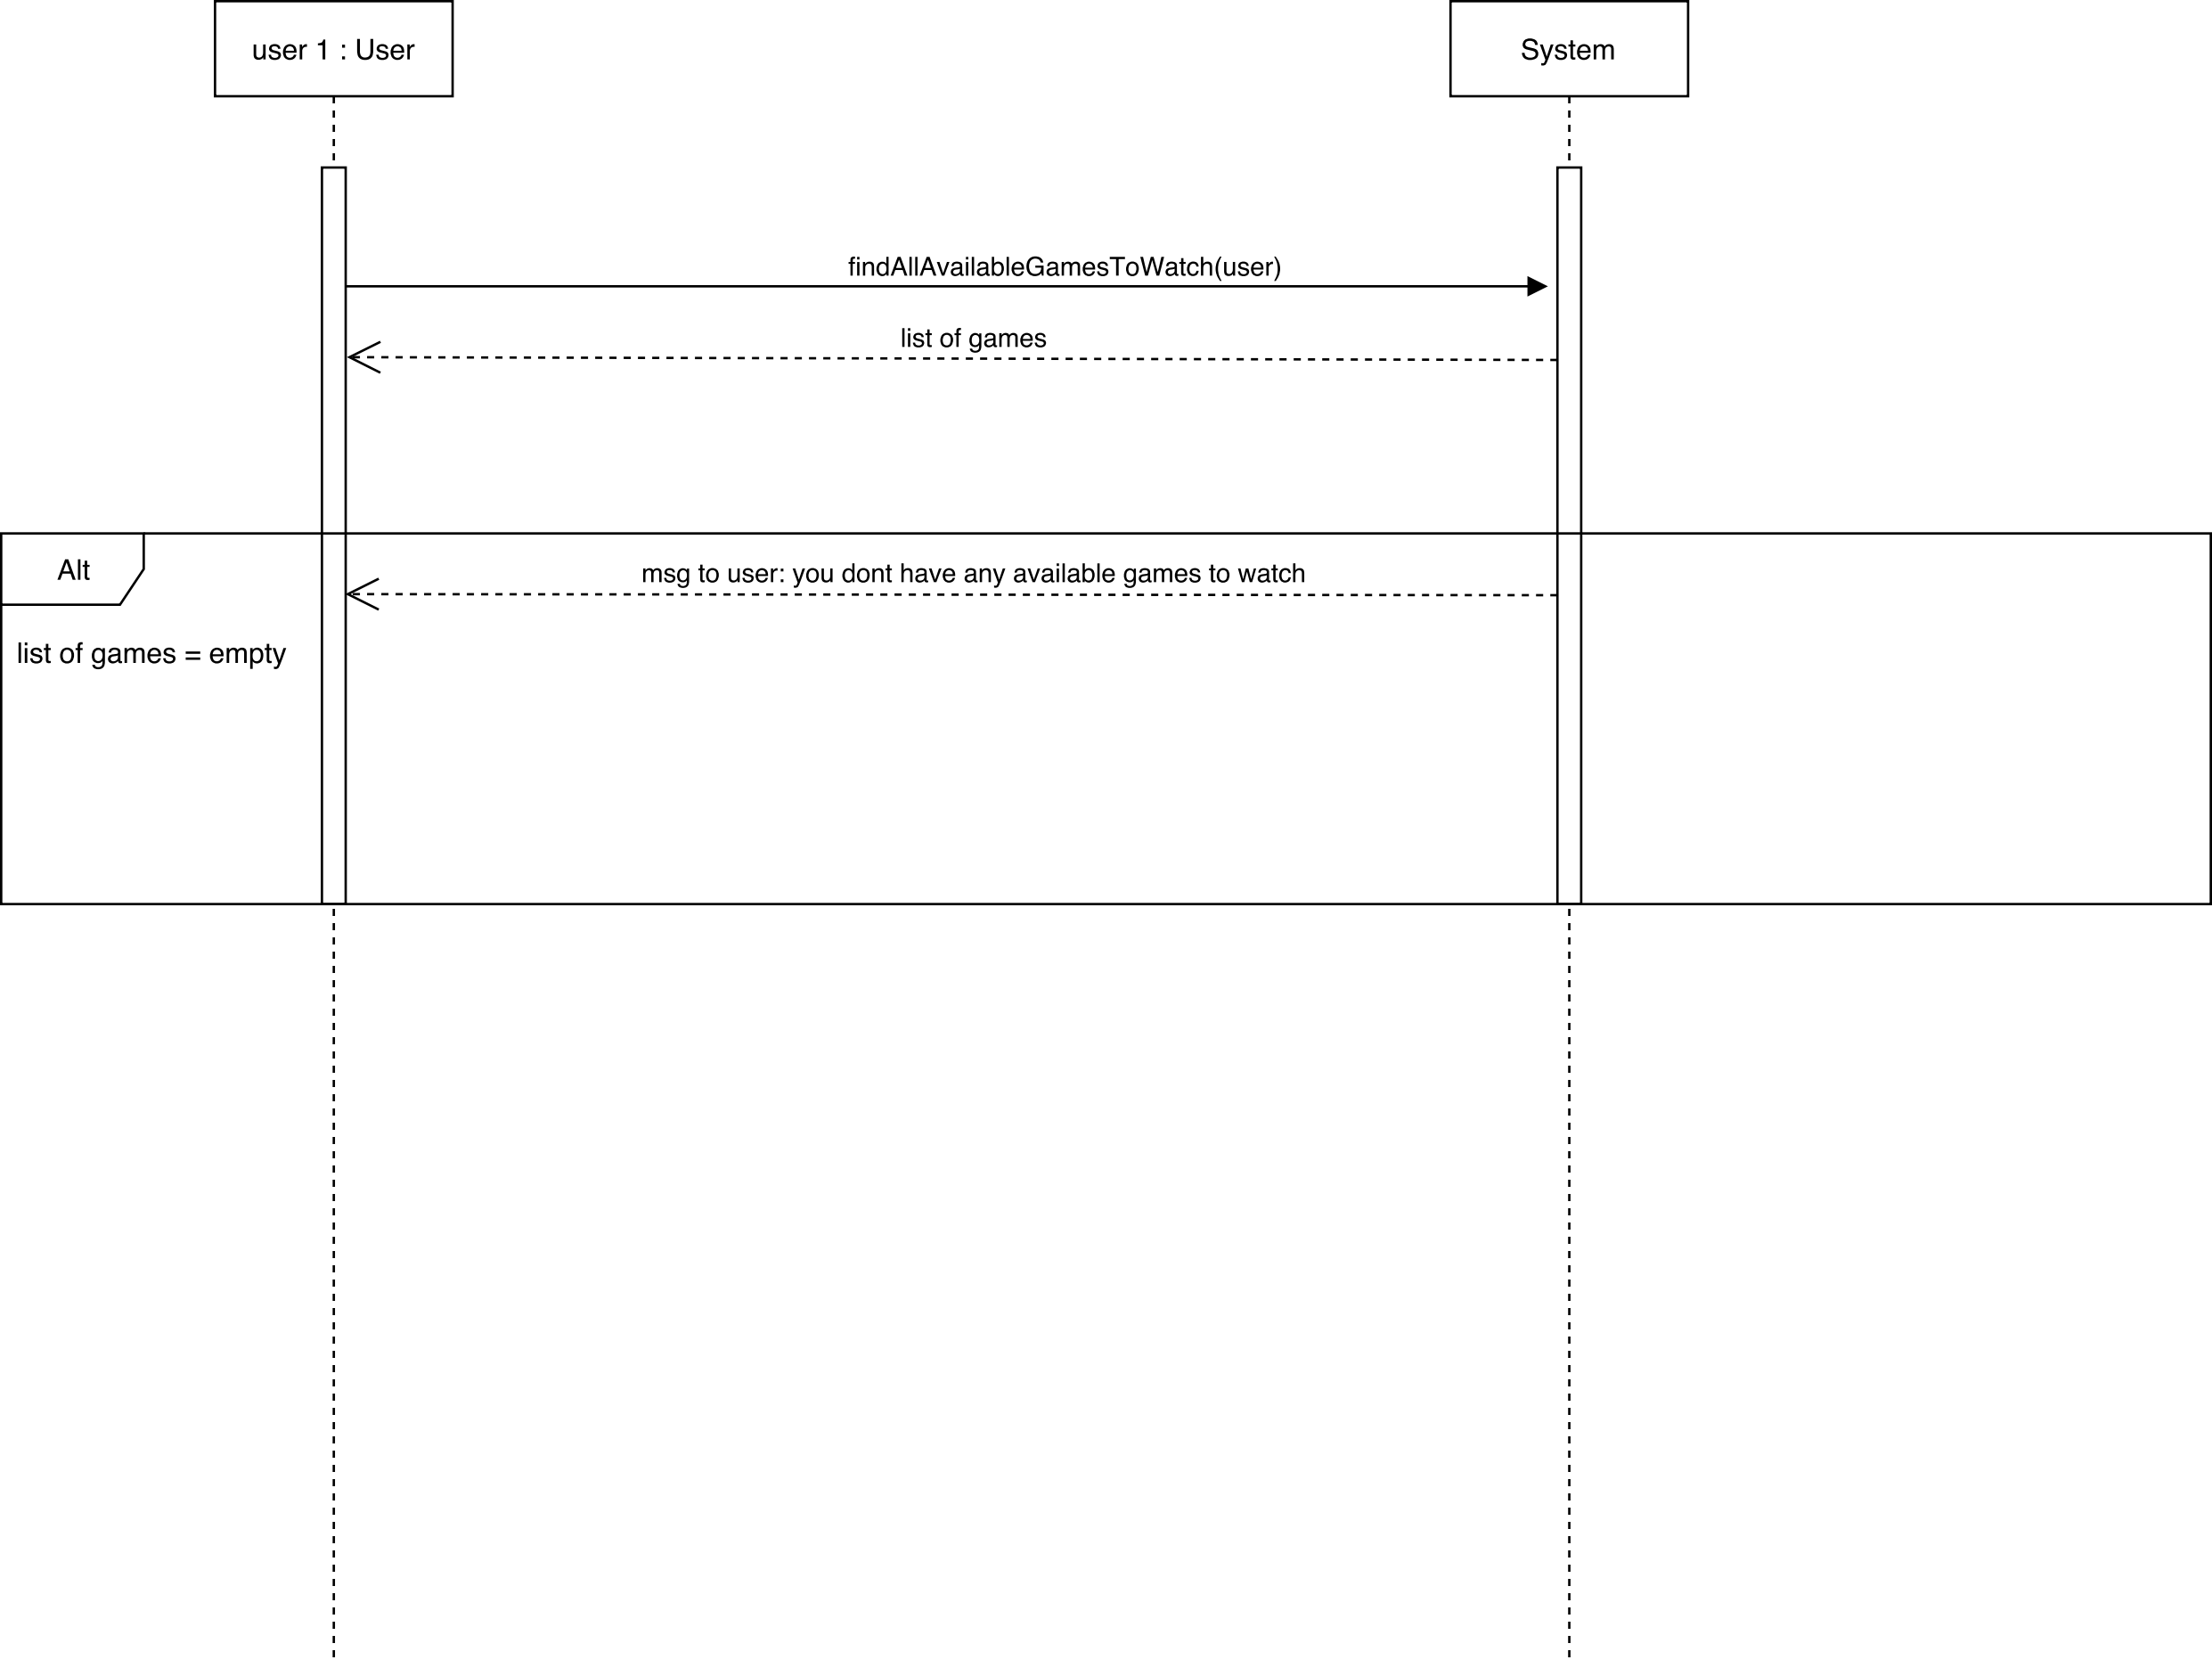 user 1 : User
System
findAllAvailableGamesToWatch(user)
list of games
Alt
msg to user: you dont have any available games to watch
list of games = empty